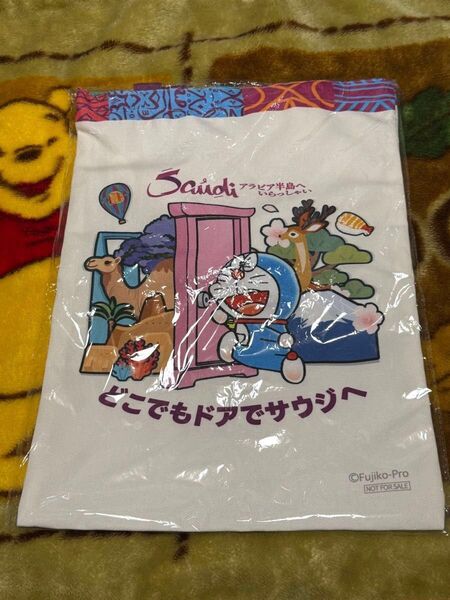 Saudi
アラビア半島へ
いらっしゃい
どこでもドアでサウジへ
©Fujiko-Pro
NOT FOR SALE